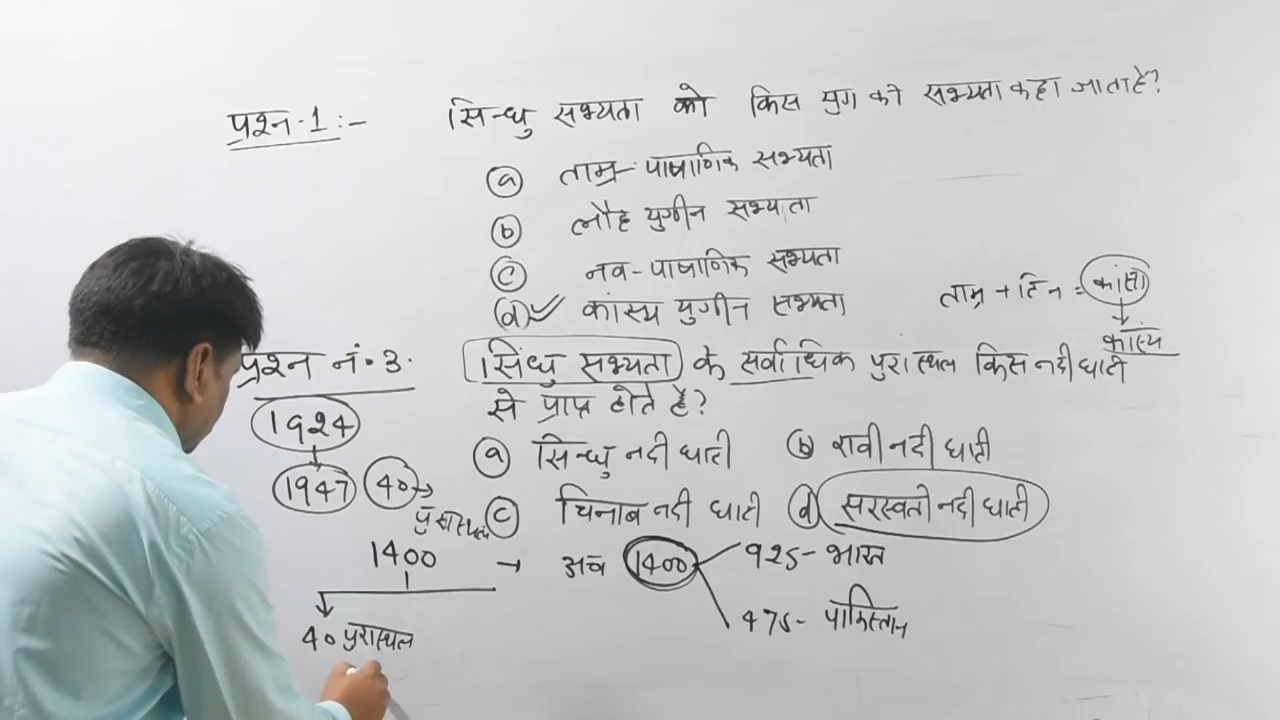 प्रश्न-1:- सिन्धु सभ्यता को किस युग की सभ्यता कहा जाता है?
(a) ताम्र-पाषाणिक सभ्यता
(b) लौह युगीन सभ्यता
(c) नव-पाषाणिक सभ्यता
(d) ✓ कांस्य युगीन सभ्यता
ताम्र + टिन = कांसा
कांस्य
प्रश्न नं॰ 3. सिंधु सभ्यता के सर्वाधिक पुरास्थल किस नदी घाटी
से प्राप्त होते है?
(a) सिन्धु नदी घाटी (b) रावी नदी घाटी
(c) चिनाब नदी घाटी (d) सरस्वती नदी घाटी
1924
↓
1947 40 →
पुरास्थल
1400 → अब 1400
925 - भारत
475 - पाकिस्तान
40 पुरास्थल